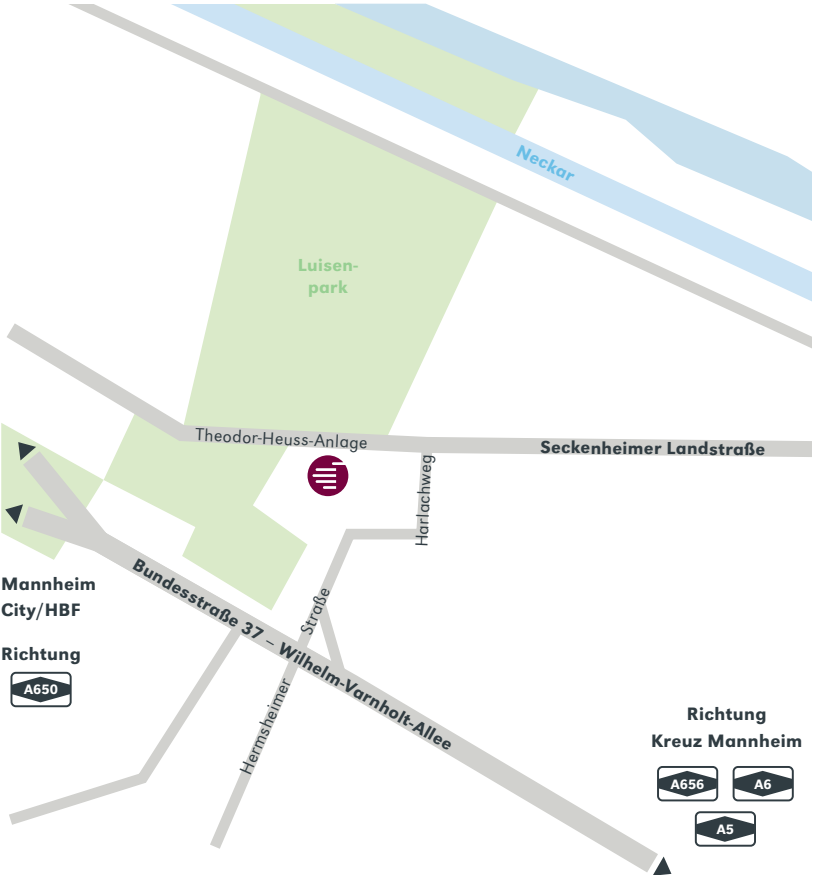 Neckar
Luisen-
park
Theodor-Heuss-Anlage
Seckenheimer Landstraße
Harlachweg
Bundesstraße 37 – Wilhelm-Varnholt-Allee
Hermsheimer Straße
Mannheim
City/HBF
Richtung
A650
Richtung
Kreuz Mannheim
A656 A6
A5